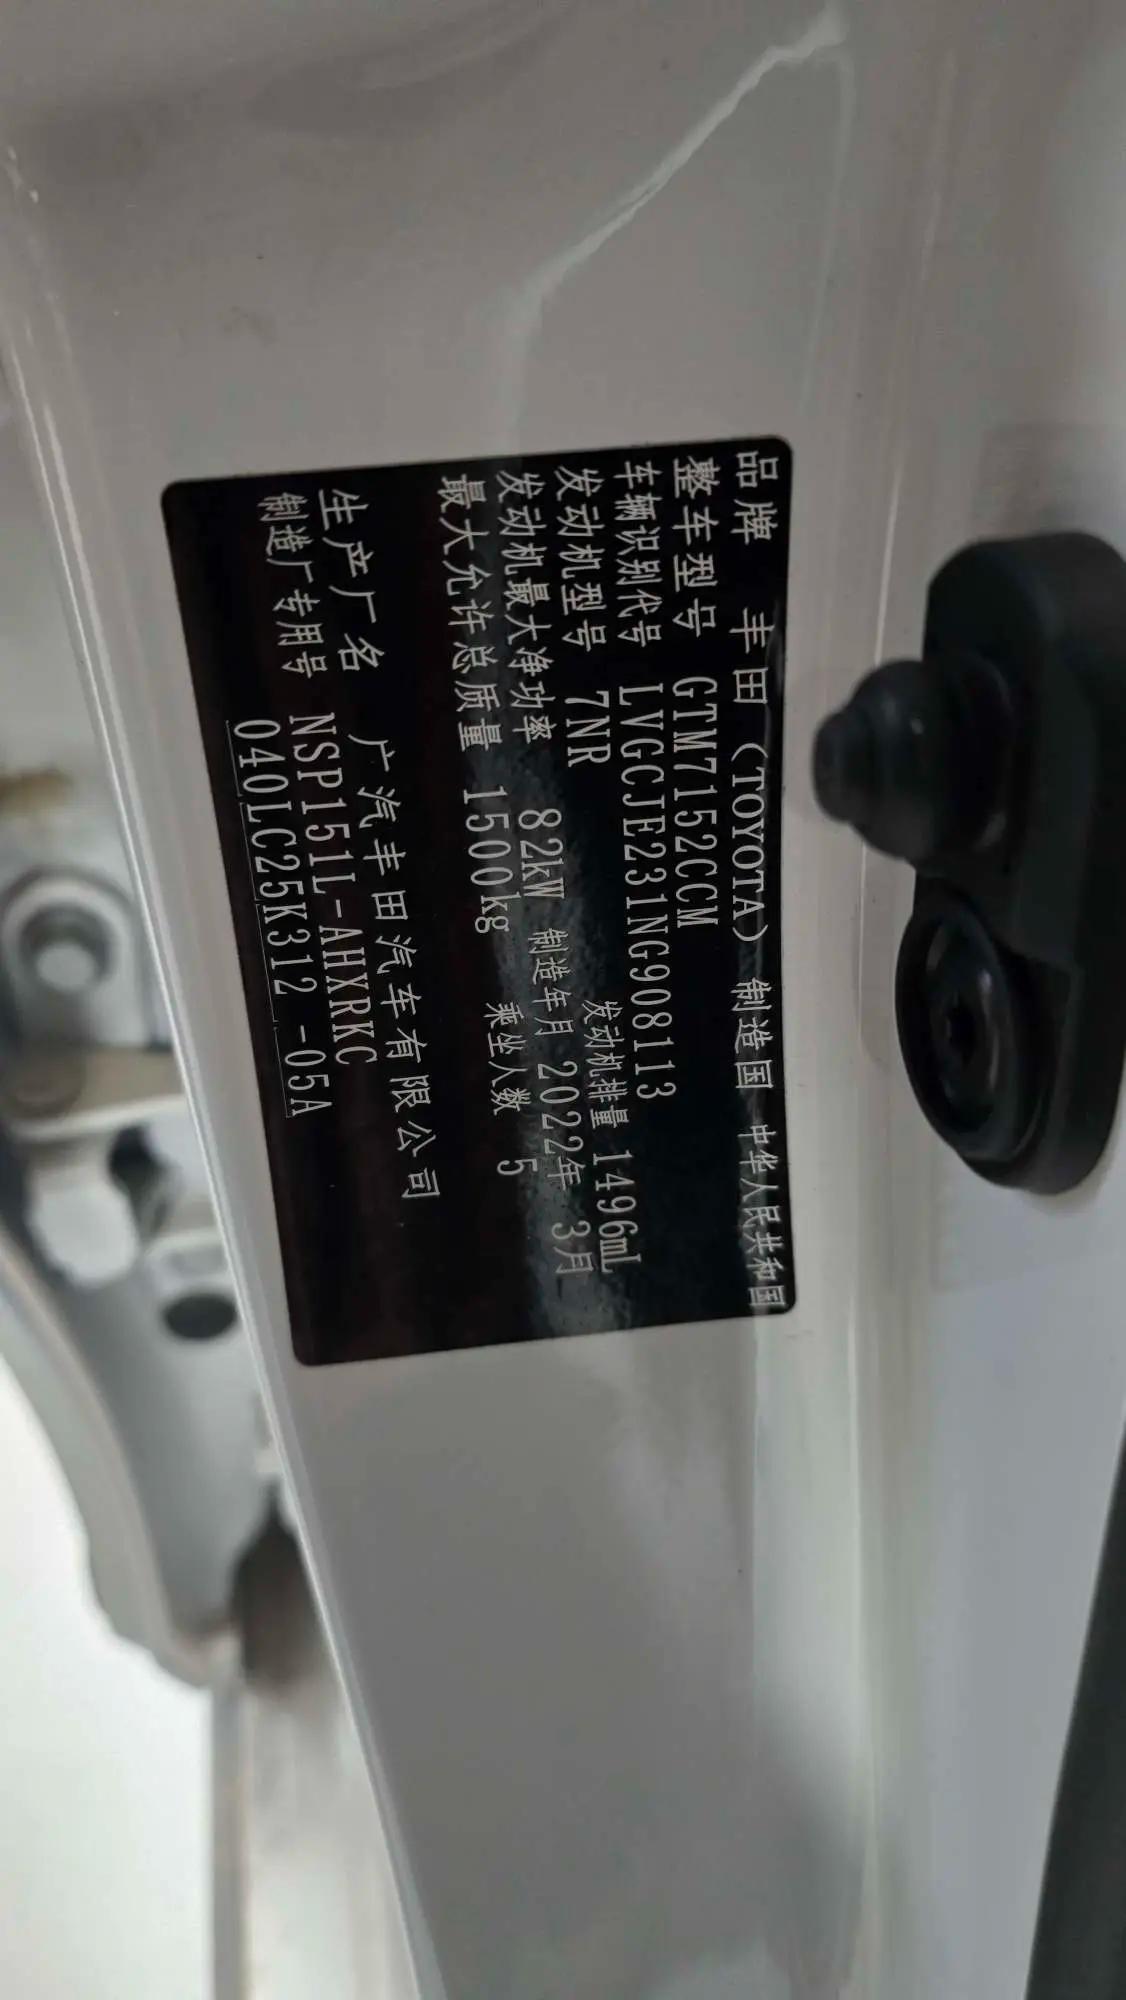 品牌 丰田(TOYOTA) 制造国 中华人民共和国
整车型号 GTM7152CCM
车辆识别代号 LVGCJE231NG908113
发动机型号 7NR 发动机排量 1496mL
发动机最大净功率 82kW 制造年月 2022年 3月
最大允许总质量 1500kg 乘坐人数 5
生产厂名 广汽丰田汽车有限公司
制造厂专用号 NSP151L-AHXRKC
040LC25K312 -05A